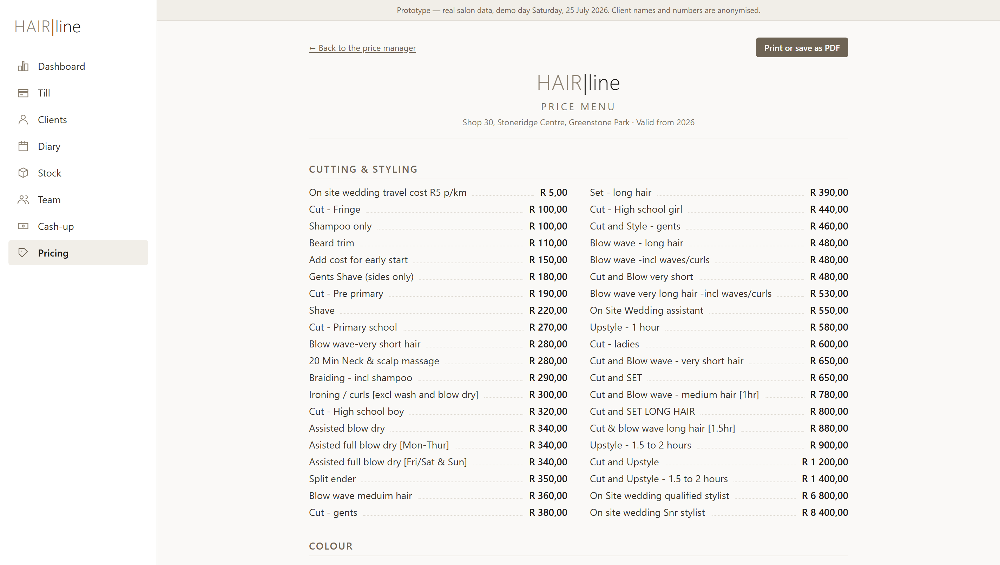 Prototype — real salon data, demo day Saturday, 25 July 2026. Client names and numbers are anonymised.
HAIR|line
Dashboard
Till
Clients
Diary
Stock
Team
Cash-up
Pricing
← Back to the price manager
Print or save as PDF
HAIR|line
PRICE MENU
Shop 30, Stoneridge Centre, Greenstone Park · Valid from 2026
CUTTING & STYLING
On site wedding travel cost R5 p/km R 5,00
Cut - Fringe R 100,00
Shampoo only R 100,00
Beard trim R 110,00
Add cost for early start R 150,00
Gents Shave (sides only) R 180,00
Cut - Pre primary R 190,00
Shave R 220,00
Cut - Primary school R 270,00
Blow wave-very short hair R 280,00
20 Min Neck & scalp massage R 280,00
Braiding - incl shampoo R 290,00
Ironing / curls [excl wash and blow dry] R 300,00
Cut - High school boy R 320,00
Assisted blow dry R 340,00
Asisted full blow dry [Mon-Thur] R 340,00
Assisted full blow dry [Fri/Sat & Sun] R 340,00
Split ender R 350,00
Blow wave meduim hair R 360,00
Cut - gents R 380,00
Set - long hair R 390,00
Cut - High school girl R 440,00
Cut and Style - gents R 460,00
Blow wave - long hair R 480,00
Blow wave -incl waves/curls R 480,00
Cut and Blow very short R 480,00
Blow wave very long hair -incl waves/curls R 530,00
On Site Wedding assistant R 550,00
Upstyle - 1 hour R 580,00
Cut - ladies R 600,00
Cut and Blow wave - very short hair R 650,00
Cut and SET R 650,00
Cut and Blow wave - medium hair [1hr] R 780,00
Cut and SET LONG HAIR R 800,00
Cut & blow wave long hair [1.5hr] R 880,00
Upstyle - 1.5 to 2 hours R 900,00
Cut and Upstyle R 1 200,00
Cut and Upstyle - 1.5 to 2 hours R 1 400,00
On Site wedding qualified stylist R 6 800,00
On site wedding Snr stylist R 8 400,00
COLOUR